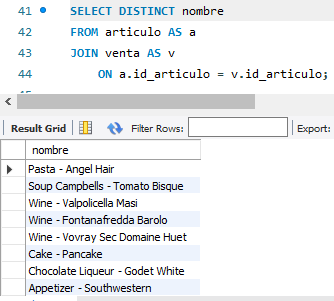 41 SELECT DISTINCT nombre
42 FROM articulo AS a
43 JOIN venta AS v
44 ON a.id_articulo = v.id_articulo;
Result Grid Filter Rows: Export:
nombre
Pasta - Angel Hair
Soup Campbells - Tomato Bisque
Wine - Valpolicella Masi
Wine - Fontanafredda Barolo
Wine - Vovray Sec Domaine Huet
Cake - Pancake
Chocolate Liqueur - Godet White
Appetizer - Southwestern